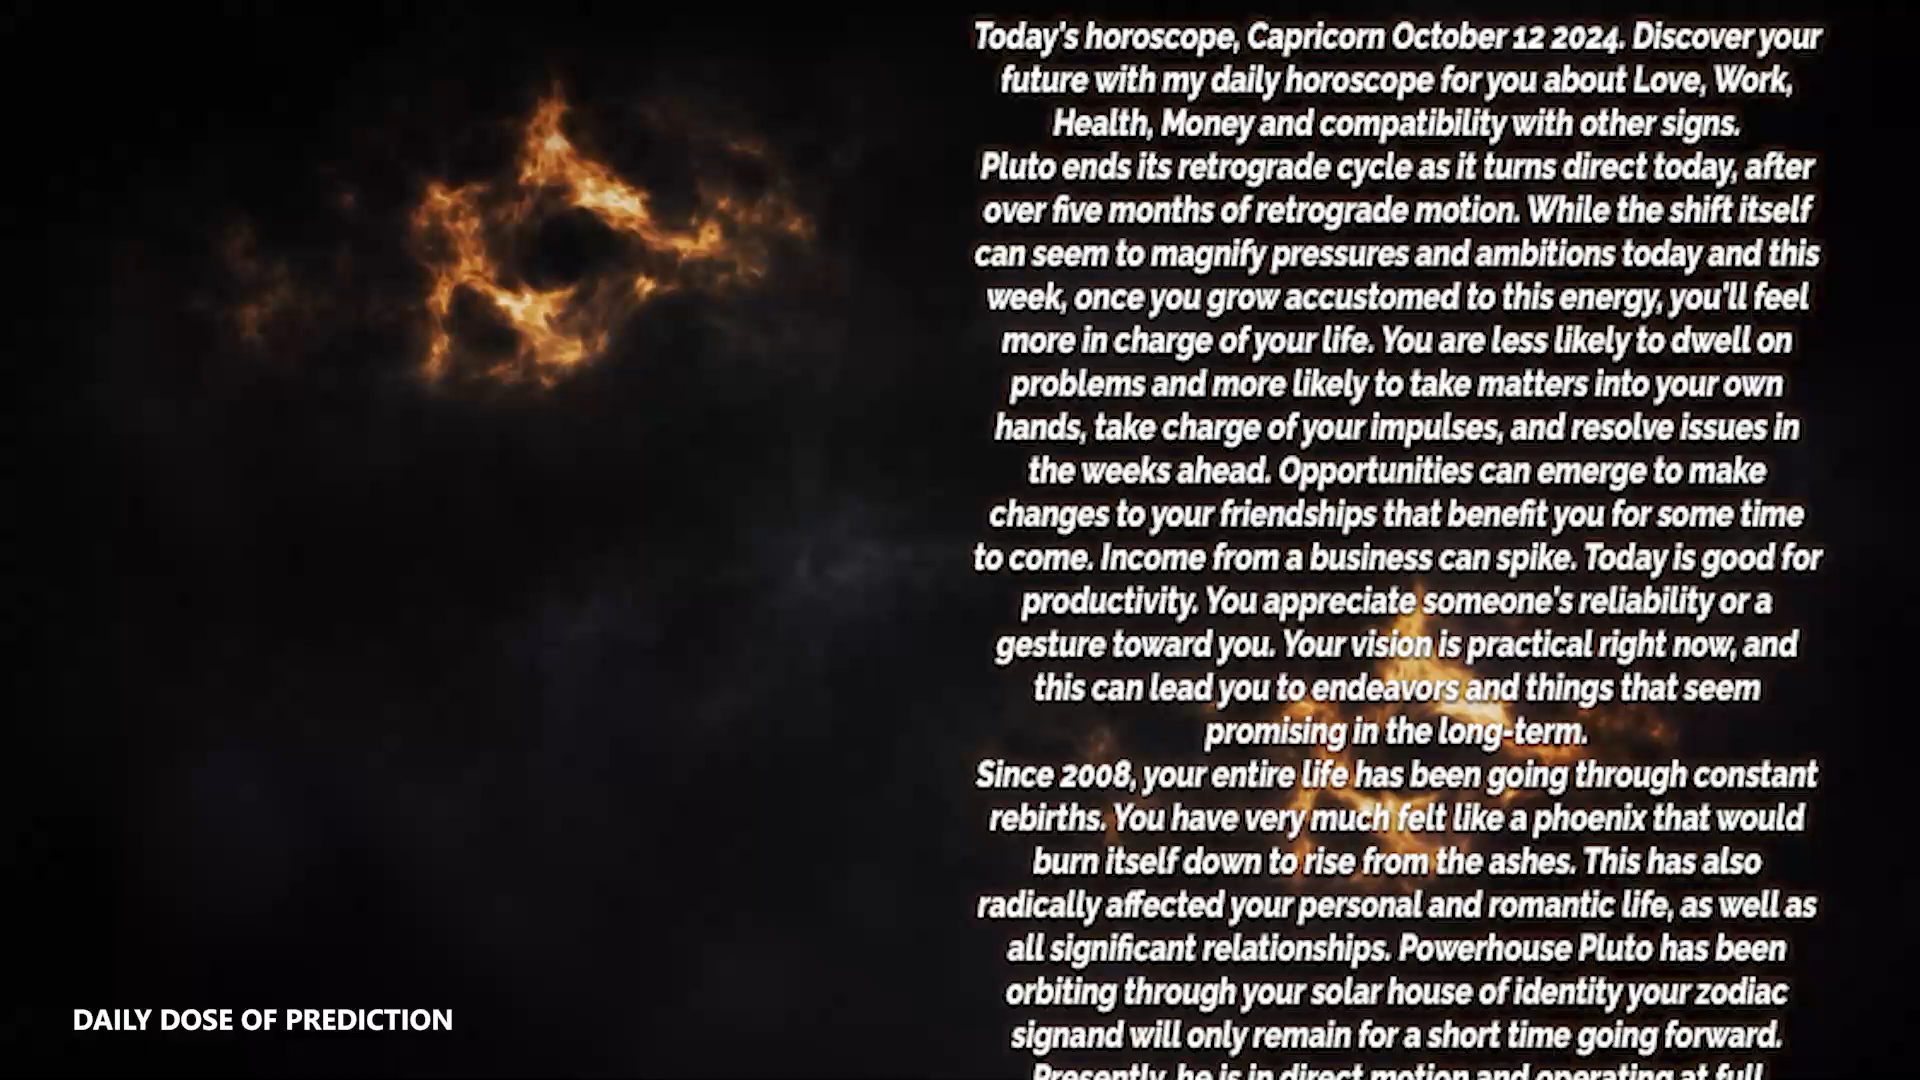 Today's horoscope, Capricorn October 12 2024. Discover your
future with my daily horoscope for you about Love, Work,
Health, Money and compatibility with other signs.
Pluto ends its retrograde cycle as it turns direct today, after
over five months of retrograde motion. While the shift itself
can seem to magnify pressures and ambitions today and this
week, once you grow accustomed to this energy, you'll feel
more in charge of your life. You are less likely to dwell on
problems and more likely to take matters into your own
hands, take charge of your impulses, and resolve issues in
the weeks ahead. Opportunities can emerge to make
changes to your friendships that benefit you for some time
to come. Income from a business can spike. Today is good for
productivity. You appreciate someone's reliability or a
gesture toward you. Your vision is practical right now, and
this can lead you to endeavors and things that seem
promising in the long-term.
Since 2008, your entire life has been going through constant
rebirths. You have very much felt like a phoenix that would
burn itself down to rise from the ashes. This has also
radically affected your personal and romantic life, as well as
all significant relationships. Powerhouse Pluto has been
orbiting through your solar house of identity your zodiac
signand will only remain for a short time going forward.
Presently, he is in direct motion and operating at full
DAILY DOSE OF PREDICTION